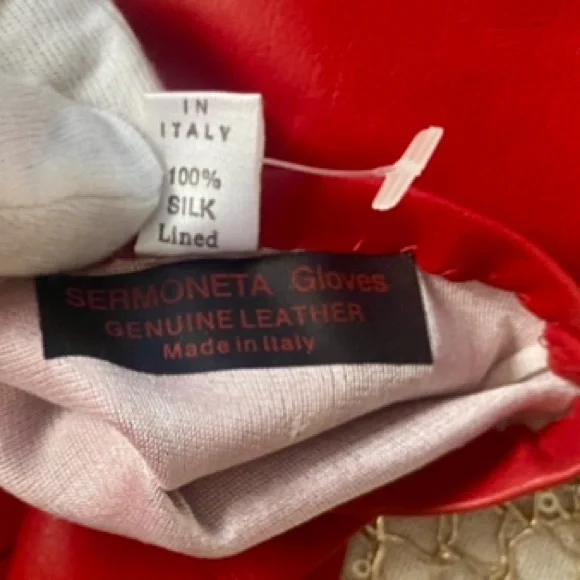 IN
ITALY
100%
SILK
Lined
SERMONETA Gloves
GENUINE LEATHER
Made in Italy